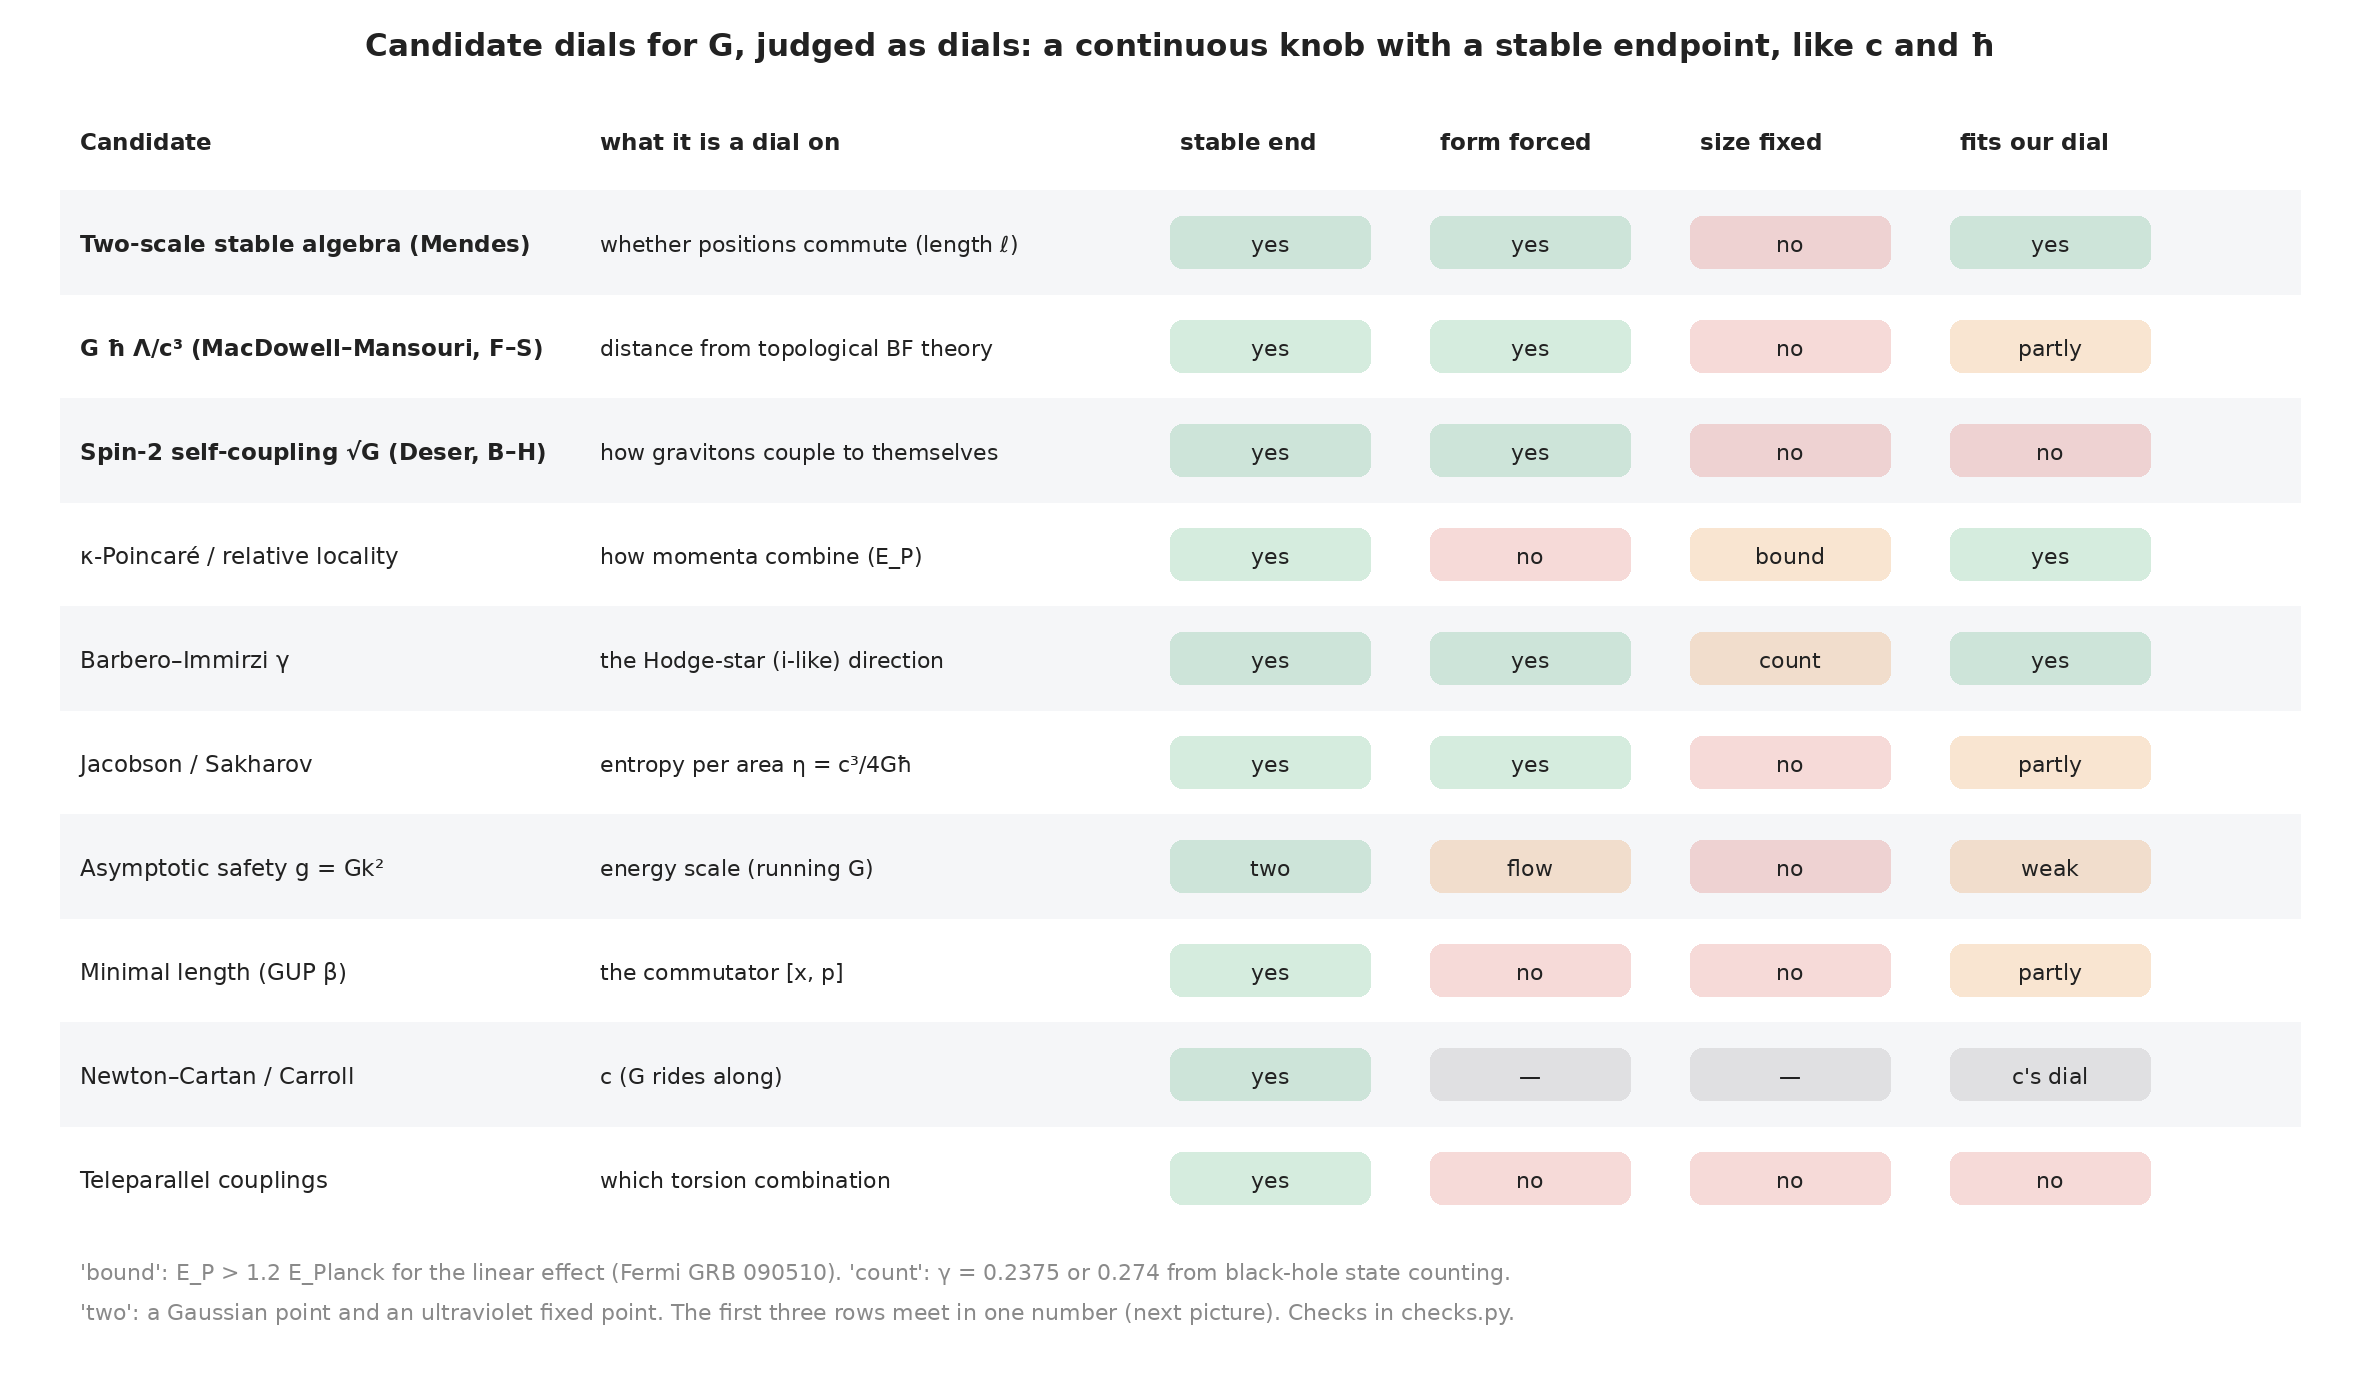 Candidate dials for G, judged as dials: a continuous knob with a stable endpoint, like c and ħ
Candidate what it is a dial on stable end form forced size fixed fits our dial
Two-scale stable algebra (Mendes) whether positions commute (length ℓ) yes yes no yes
G ħ Λ/c³ (MacDowell–Mansouri, F–S) distance from topological BF theory yes yes no partly
Spin-2 self-coupling √G (Deser, B–H) how gravitons couple to themselves yes yes no no
κ-Poincaré / relative locality how momenta combine (E_P) yes no bound yes
Barbero–Immirzi γ the Hodge-star (i-like) direction yes yes count yes
Jacobson / Sakharov entropy per area η = c³/4Għ yes yes no partly
Asymptotic safety g = Gk² energy scale (running G) two flow no weak
Minimal length (GUP β) the commutator [x, p] yes no no partly
Newton–Cartan / Carroll c (G rides along) yes — — c's dial
Teleparallel couplings which torsion combination yes no no no
'bound': E_P > 1.2 E_Planck for the linear effect (Fermi GRB 090510). 'count': γ = 0.2375 or 0.274 from black-hole state counting.
'two': a Gaussian point and an ultraviolet fixed point. The first three rows meet in one number (next picture). Checks in checks.py.